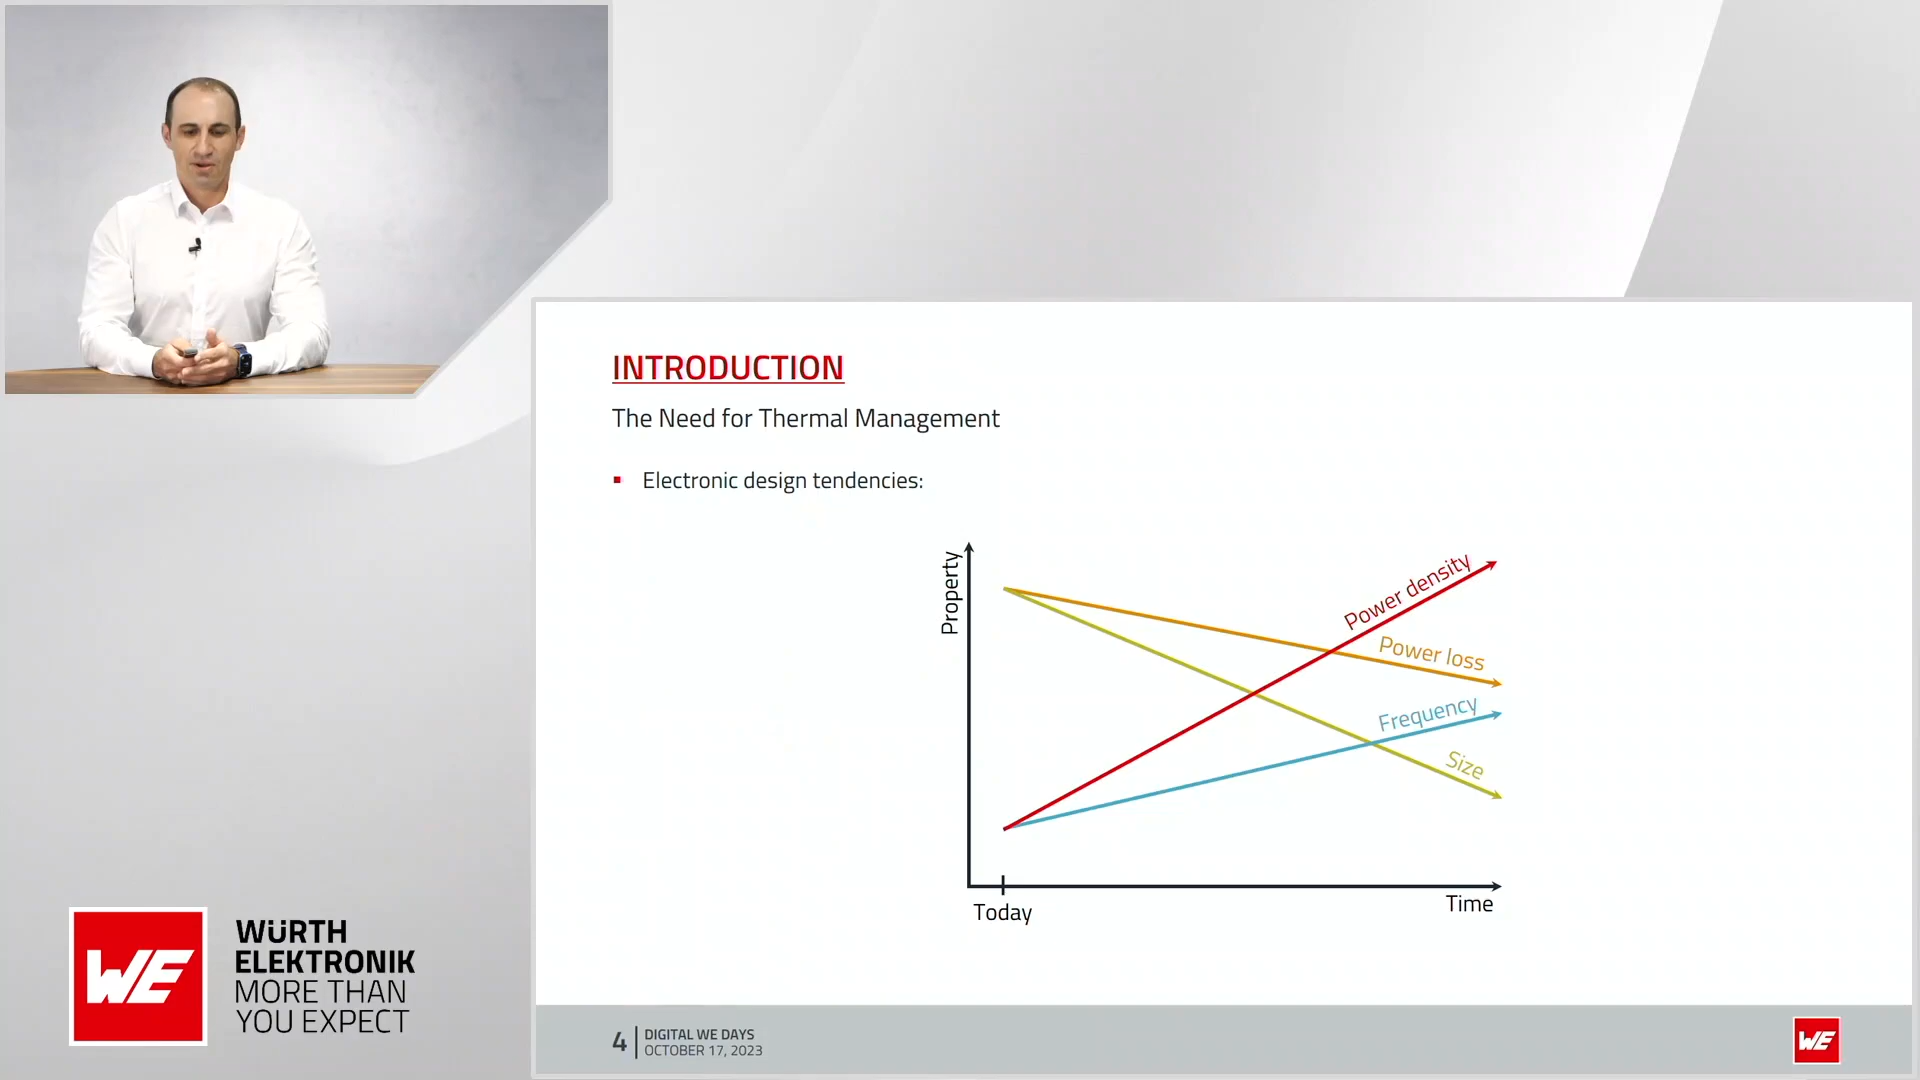 INTRODUCTION
The Need for Thermal Management
▪ Electronic design tendencies:
Property
Power density
Power loss
Frequency
Size
Today
Time
WE
WÜRTH
ELEKTRONIK
MORE THAN
YOU EXPECT
4
DIGITAL WE DAYS
OCTOBER 17, 2023
WE